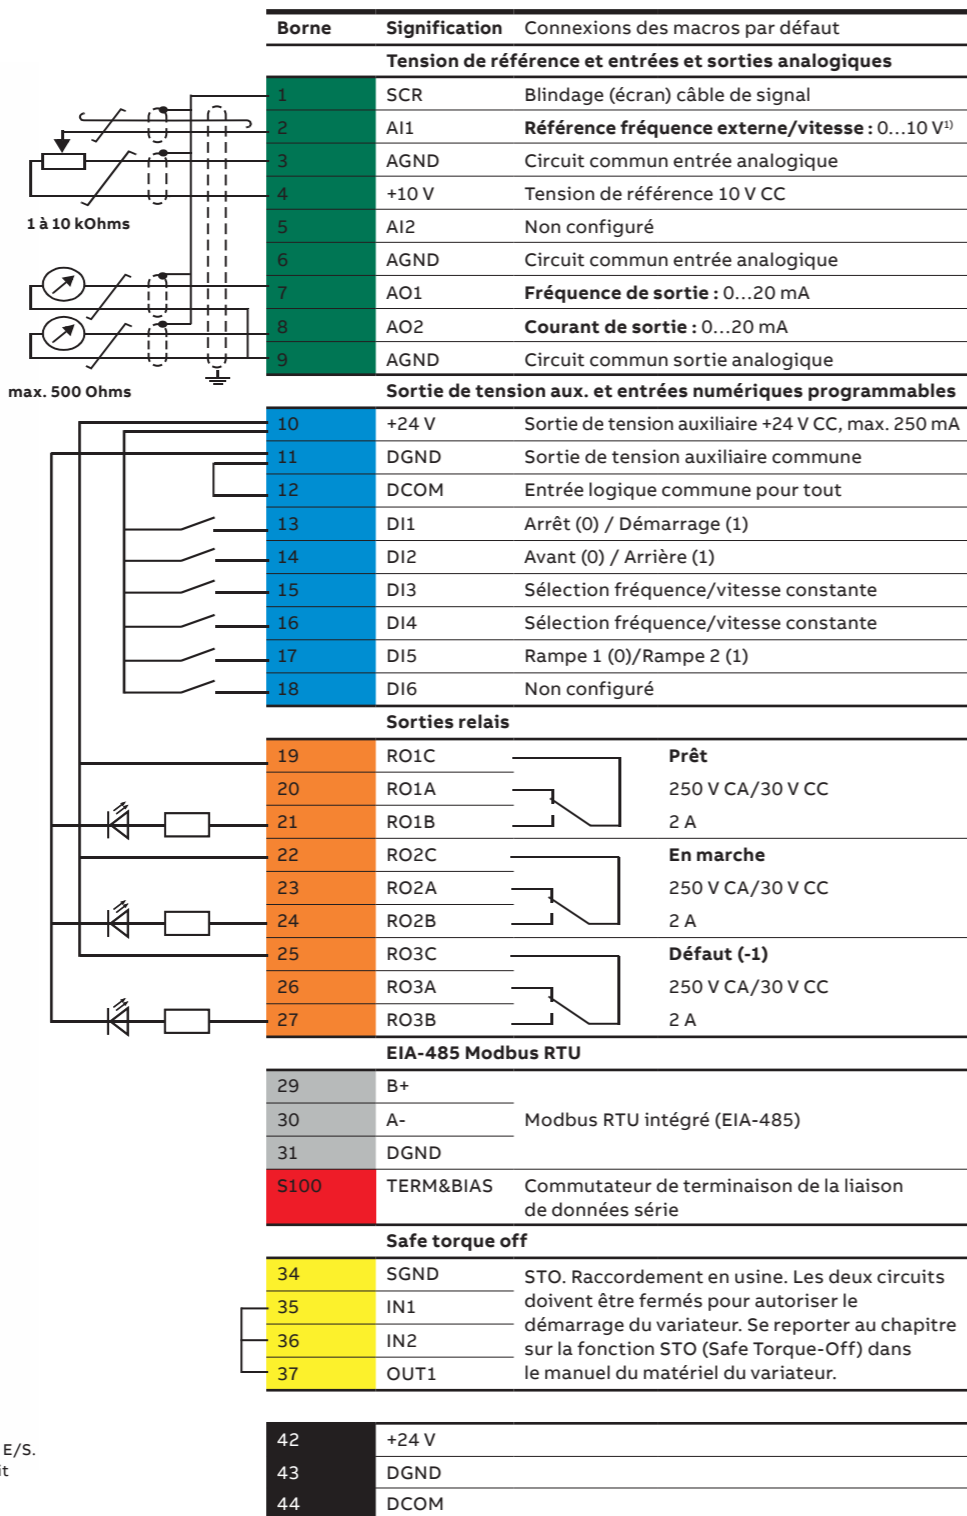 Borne Signification Connexions des macros par défaut
Tension de référence et entrées et sorties analogiques
1 SCR Blindage (écran) câble de signal
2 AI1 Référence fréquence externe/vitesse : 0...10 V¹⁾
3 AGND Circuit commun entrée analogique
4 +10 V Tension de référence 10 V CC
1 à 10 kOhms
5 AI2 Non configuré
6 AGND Circuit commun entrée analogique
7 AO1 Fréquence de sortie : 0...20 mA
8 AO2 Courant de sortie : 0...20 mA
9 AGND Circuit commun sortie analogique
max. 500 Ohms
Sortie de tension aux. et entrées numériques programmables
10 +24 V Sortie de tension auxiliaire +24 V CC, max. 250 mA
11 DGND Sortie de tension auxiliaire commune
12 DCOM Entrée logique commune pour tout
13 DI1 Arrêt (0) / Démarrage (1)
14 DI2 Avant (0) / Arrière (1)
15 DI3 Sélection fréquence/vitesse constante
16 DI4 Sélection fréquence/vitesse constante
17 DI5 Rampe 1 (0)/Rampe 2 (1)
18 DI6 Non configuré
Sorties relais
19 RO1C Prêt
20 RO1A 250 V CA/30 V CC
21 RO1B 2 A
22 RO2C En marche
23 RO2A 250 V CA/30 V CC
24 RO2B 2 A
25 RO3C Défaut (-1)
26 RO3A 250 V CA/30 V CC
27 RO3B 2 A
EIA-485 Modbus RTU
29 B+
30 A- Modbus RTU intégré (EIA-485)
31 DGND
S100 TERM&BIAS Commutateur de terminaison de la liaison
de données série
Safe torque off
34 SGND STO. Raccordement en usine. Les deux circuits
35 IN1 doivent être fermés pour autoriser le
démarrage du variateur. Se reporter au chapitre
36 IN2 sur la fonction STO (Safe Torque-Off) dans
37 OUT1 le manuel du matériel du variateur.
42 +24 V
E/S.
it
43 DGND
44 DCOM